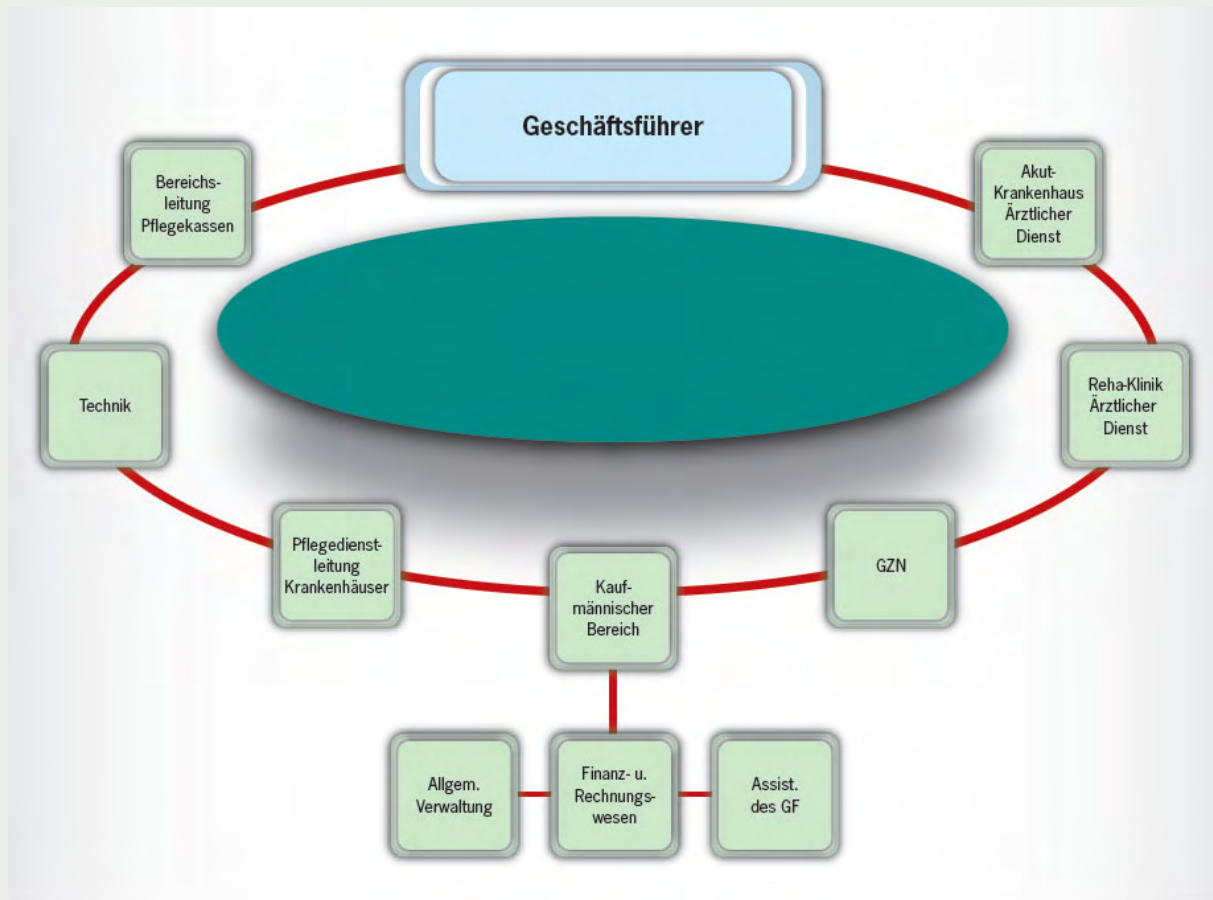 Geschäftsführer
Bereichs-
leitung
Pflegekassen
Akut-
Krankenhaus
Ärztlicher
Dienst
Technik
Reha-Klinik
Ärztlicher
Dienst
Pflegedienst-
leitung
Krankenhäuser
Kauf-
männischer
Bereich
GZN
Allgem.
Verwaltung
Finanz- u.
Rechnungs-
wesen
Assist.
des GF